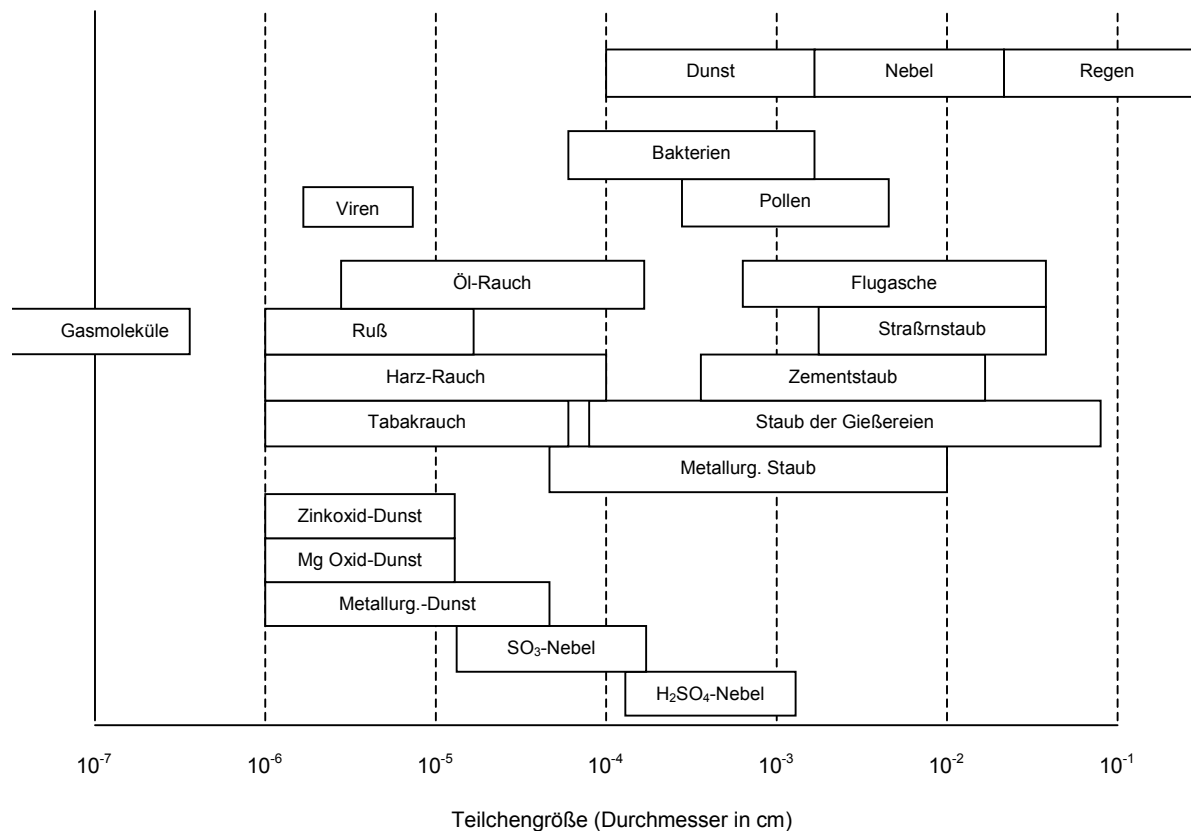 Dunst Nebel Regen
Bakterien
Pollen
Viren
Öl-Rauch Flugasche
Gasmoleküle Ruß Straßrnstaub
Harz-Rauch Zementstaub
Tabakrauch Staub der Gießereien
Metallurg. Staub
Zinkoxid-Dunst
Mg Oxid-Dunst
Metallurg.-Dunst
SO₃-Nebel
H₂SO₄-Nebel
10⁻⁷ 10⁻⁶ 10⁻⁵ 10⁻⁴ 10⁻³ 10⁻² 10⁻¹
Teilchengröße (Durchmesser in cm)